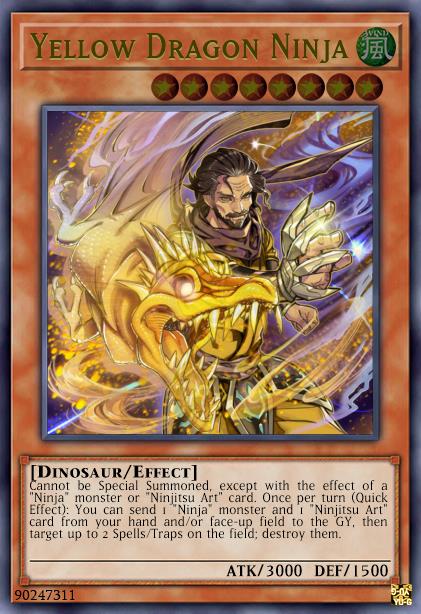 YELLOW DRAGON NINJA
WIND
風
[DINOSAUR/EFFECT]
Cannot be Special Summoned, except with the effect of a
"Ninja" monster or "Ninjitsu Art" card. Once per turn (Quick
Effect): You can send 1 "Ninja" monster and 1 "Ninjitsu Art"
card from your hand and/or face-up field to the GY, then
target up to 2 Spells/Traps on the field; destroy them.
ATK/3000 DEF/1500
90247311